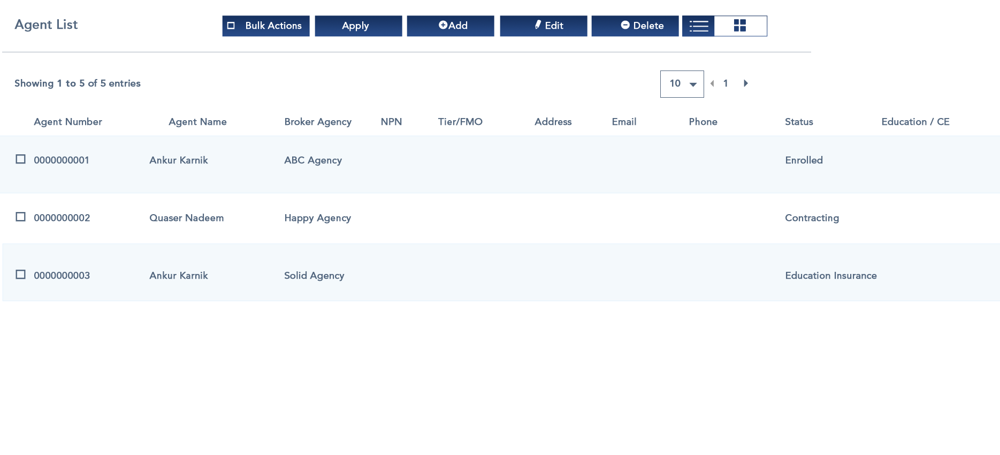 Agent List Bulk Actions Apply Add Edit Delete
Showing 1 to 5 of 5 entries 10 1
Agent Number Agent Name Broker Agency NPN Tier/FMO Address Email Phone Status Education / CE
0000000001 Ankur Karnik ABC Agency Enrolled
0000000002 Quaser Nadeem Happy Agency Contracting
0000000003 Ankur Karnik Solid Agency Education Insurance